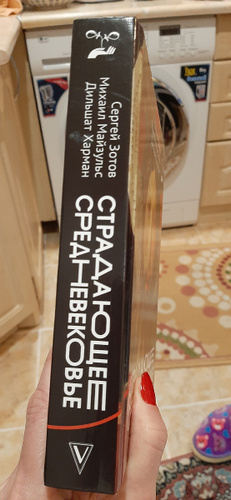 Сергей Зотов
Михаил Майзульс
Дильшат Харман
СТРАДАЮЩЕЕ
СРЕДНЕВЕКОВЬЕ
V